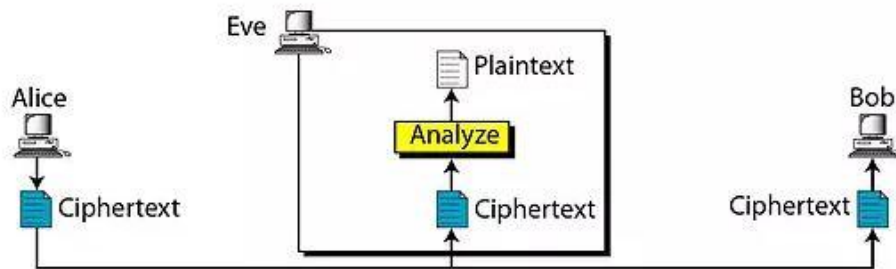 Eve
Plaintext
Alice
Bob
Analyze
Ciphertext
Ciphertext
Ciphertext